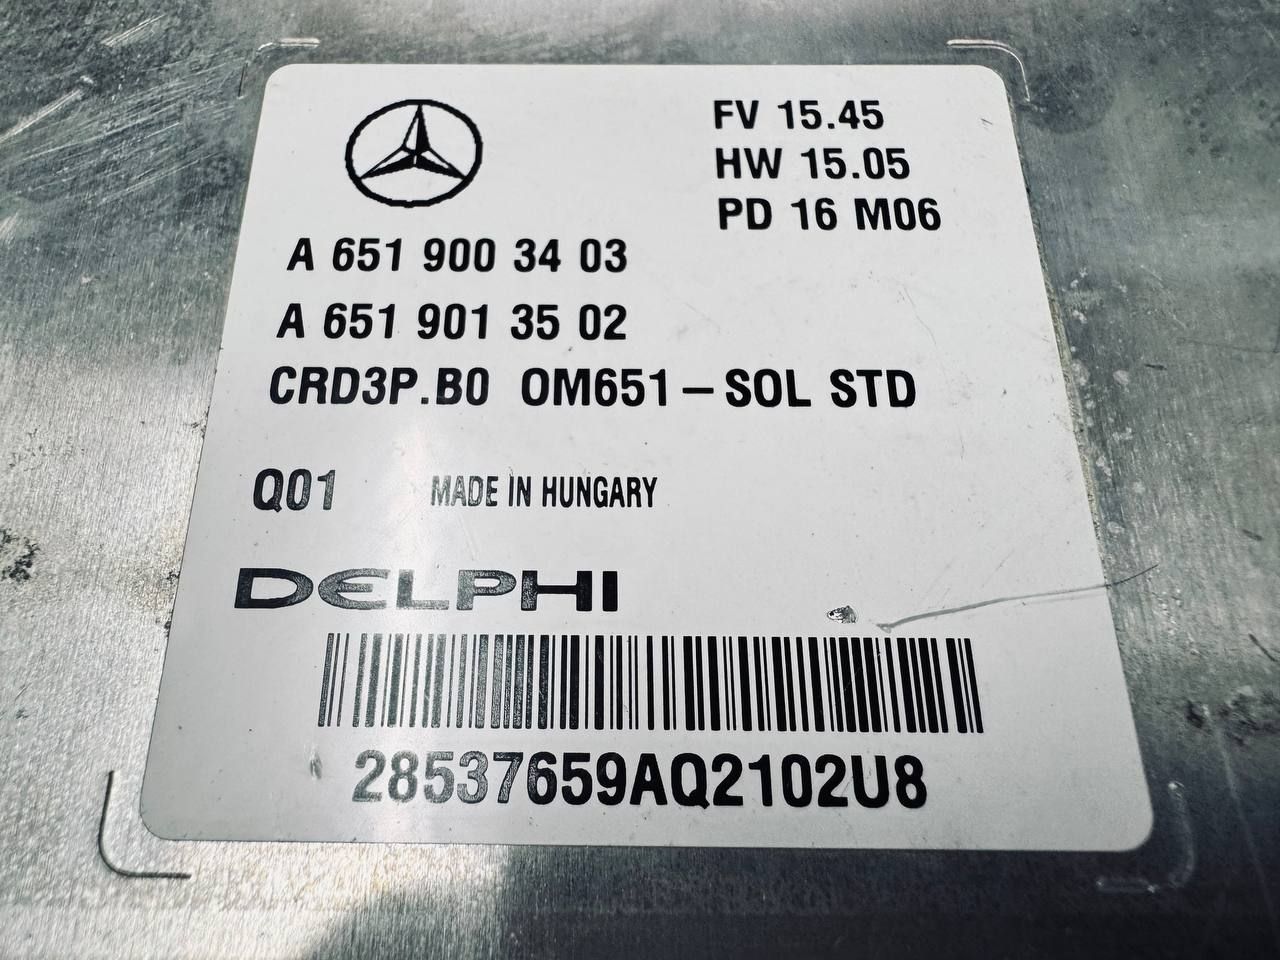 FV 15.45
HW 15.05
PD 16 M06
A 651 900 34 03
A 651 901 35 02
CRD3P.B0 OM651-SOL STD
Q01 MADE IN HUNGARY
DELPHI
28537659AQ2102U8